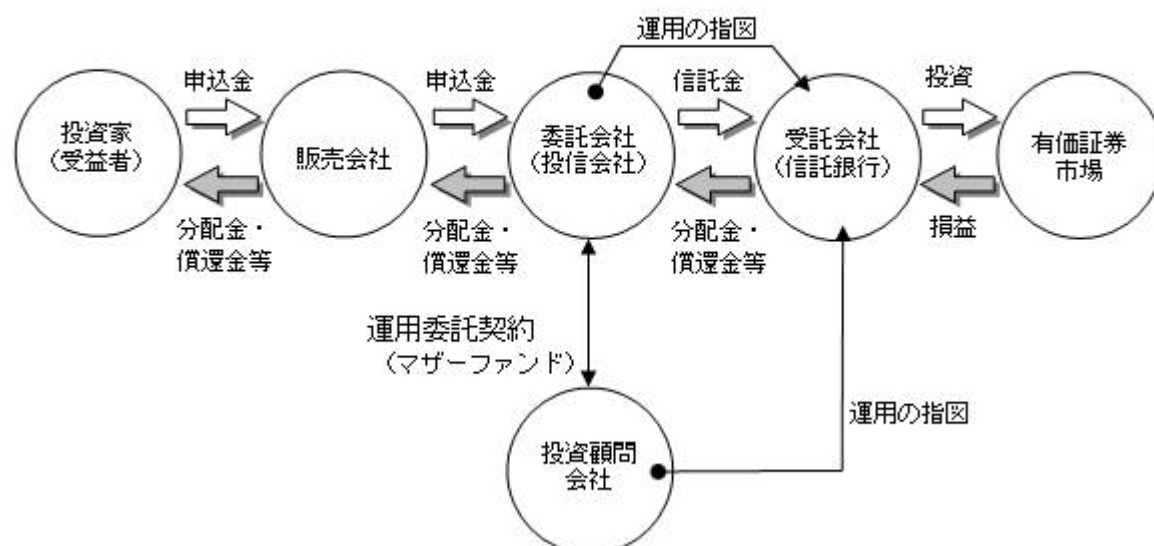 運用の指図
申込金
申込金
信託金
投資
投資家
(受益者)
販売会社
委託会社
(投信会社)
受託会社
(信託銀行)
有価証券
市場
分配金・
償還金等
分配金・
償還金等
分配金・
償還金等
損益
運用委託契約
(マザーファンド)
運用の指図
投資顧問
会社